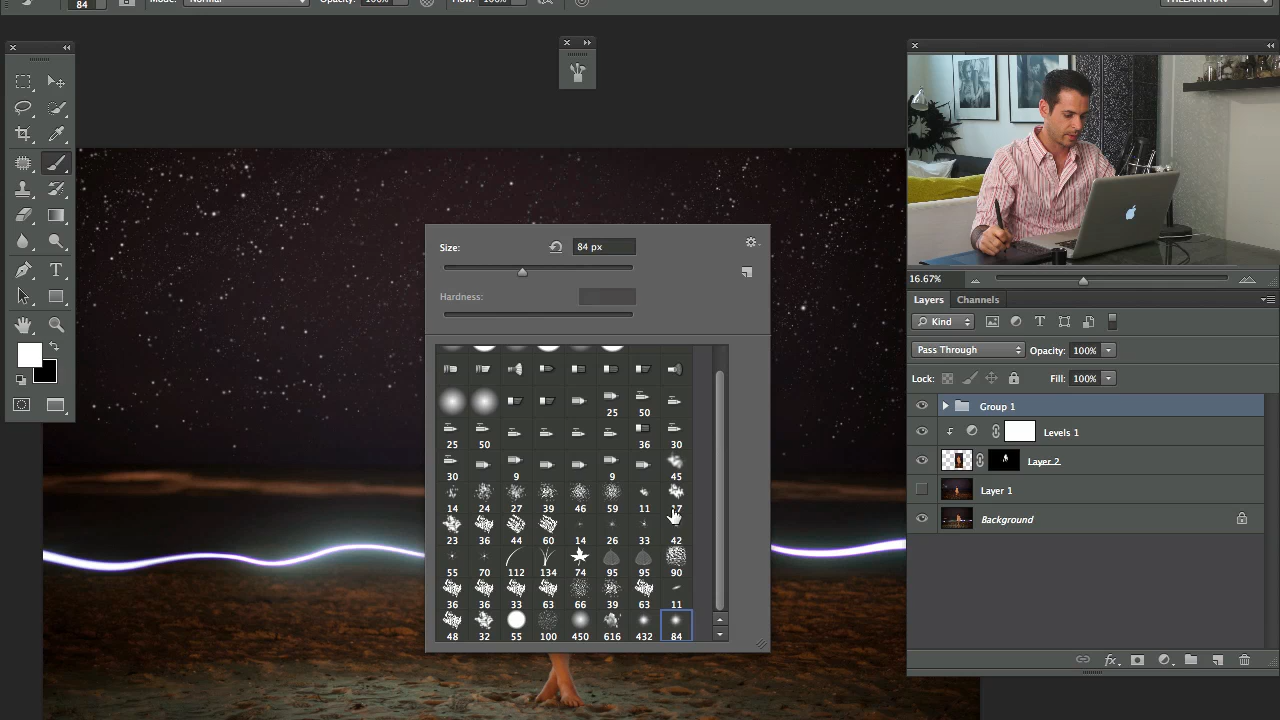 84 Mode: Normal Opacity: 100% Flow: 100% THELEARN NAV
Size: 84 px
Hardness:
25 50
25 50 36 30
30 9 9 45
14 24 27 39 46 59 11 17
23 36 44 60 14 26 33 42
55 70 112 134 74 95 95 90
36 36 33 63 66 39 63 11
48 32 55 100 450 616 432 84
16.67%
Layers Channels
Kind T
Pass Through Opacity: 100%
Lock: Fill: 100%
Group 1
Levels 1
Layer 2
Layer 1
Background
fx
T